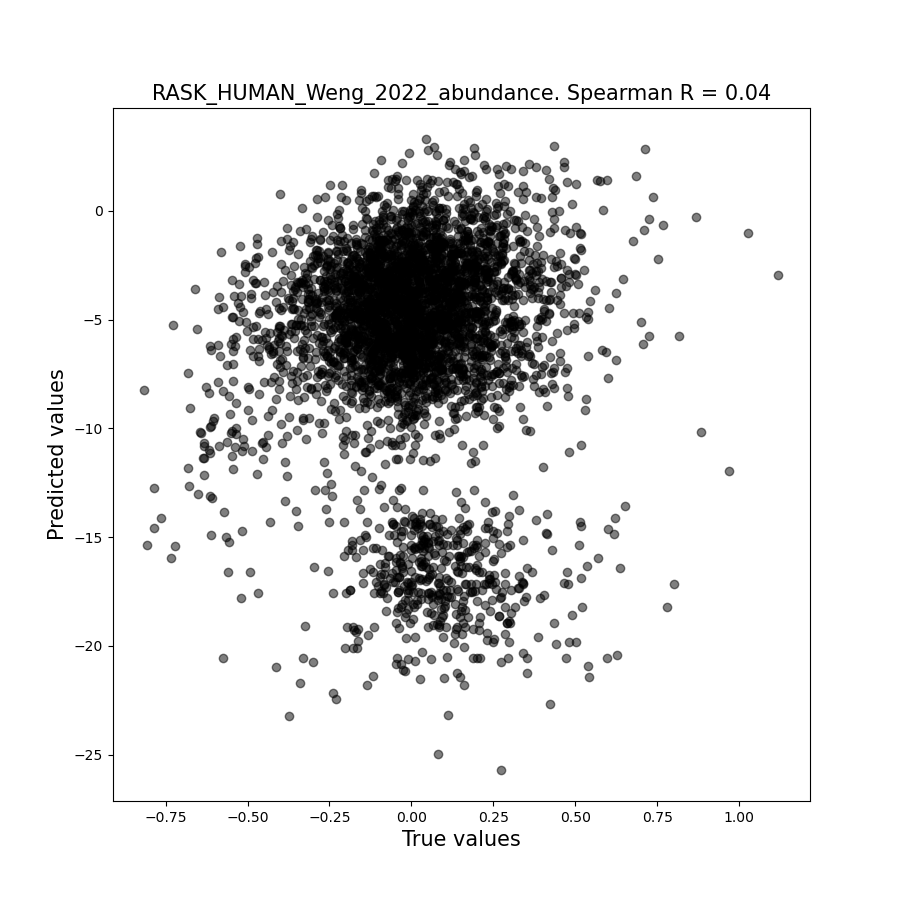 RASK_HUMAN_Weng_2022_abundance. Spearman R = 0.04
0
−5
−10
−15
−20
−25
Predicted values
−0.75 −0.50 −0.25 0.00 0.25 0.50 0.75 1.00
True values